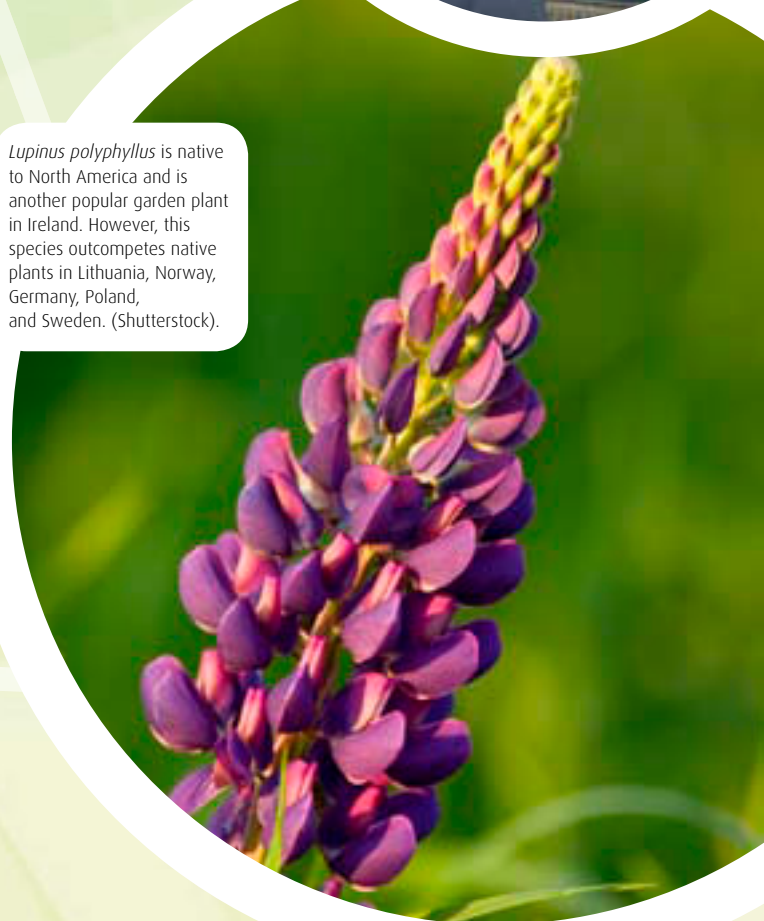 Lupinus polyphyllus is native
to North America and is
another popular garden plant
in Ireland. However, this
species outcompetes native
plants in Lithuania, Norway,
Germany, Poland,
and Sweden. (Shutterstock).